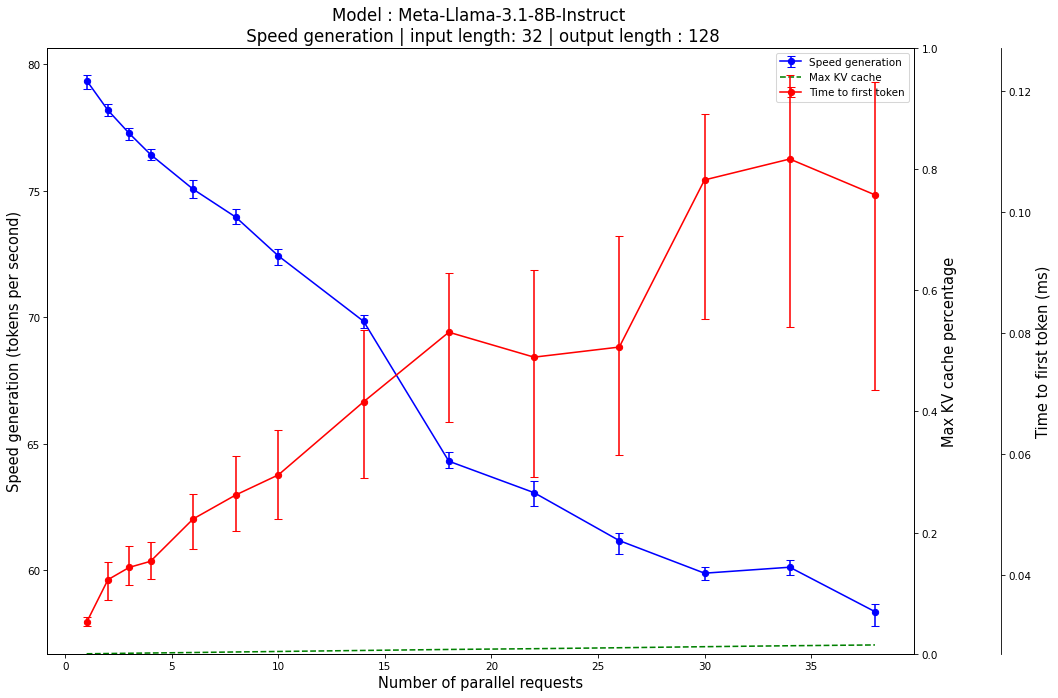 Model : Meta-Llama-3.1-8B-Instruct
Speed generation | input length: 32 | output length : 128
Speed generation
Max KV cache
Time to first token
Speed generation (tokens per second)
80
75
70
65
60
1.0
0.8
0.6
0.4
0.2
0.0
Max KV cache percentage
0.12
0.10
0.08
0.06
0.04
Time to first token (ms)
0
5
10
15
20
25
30
35
Number of parallel requests